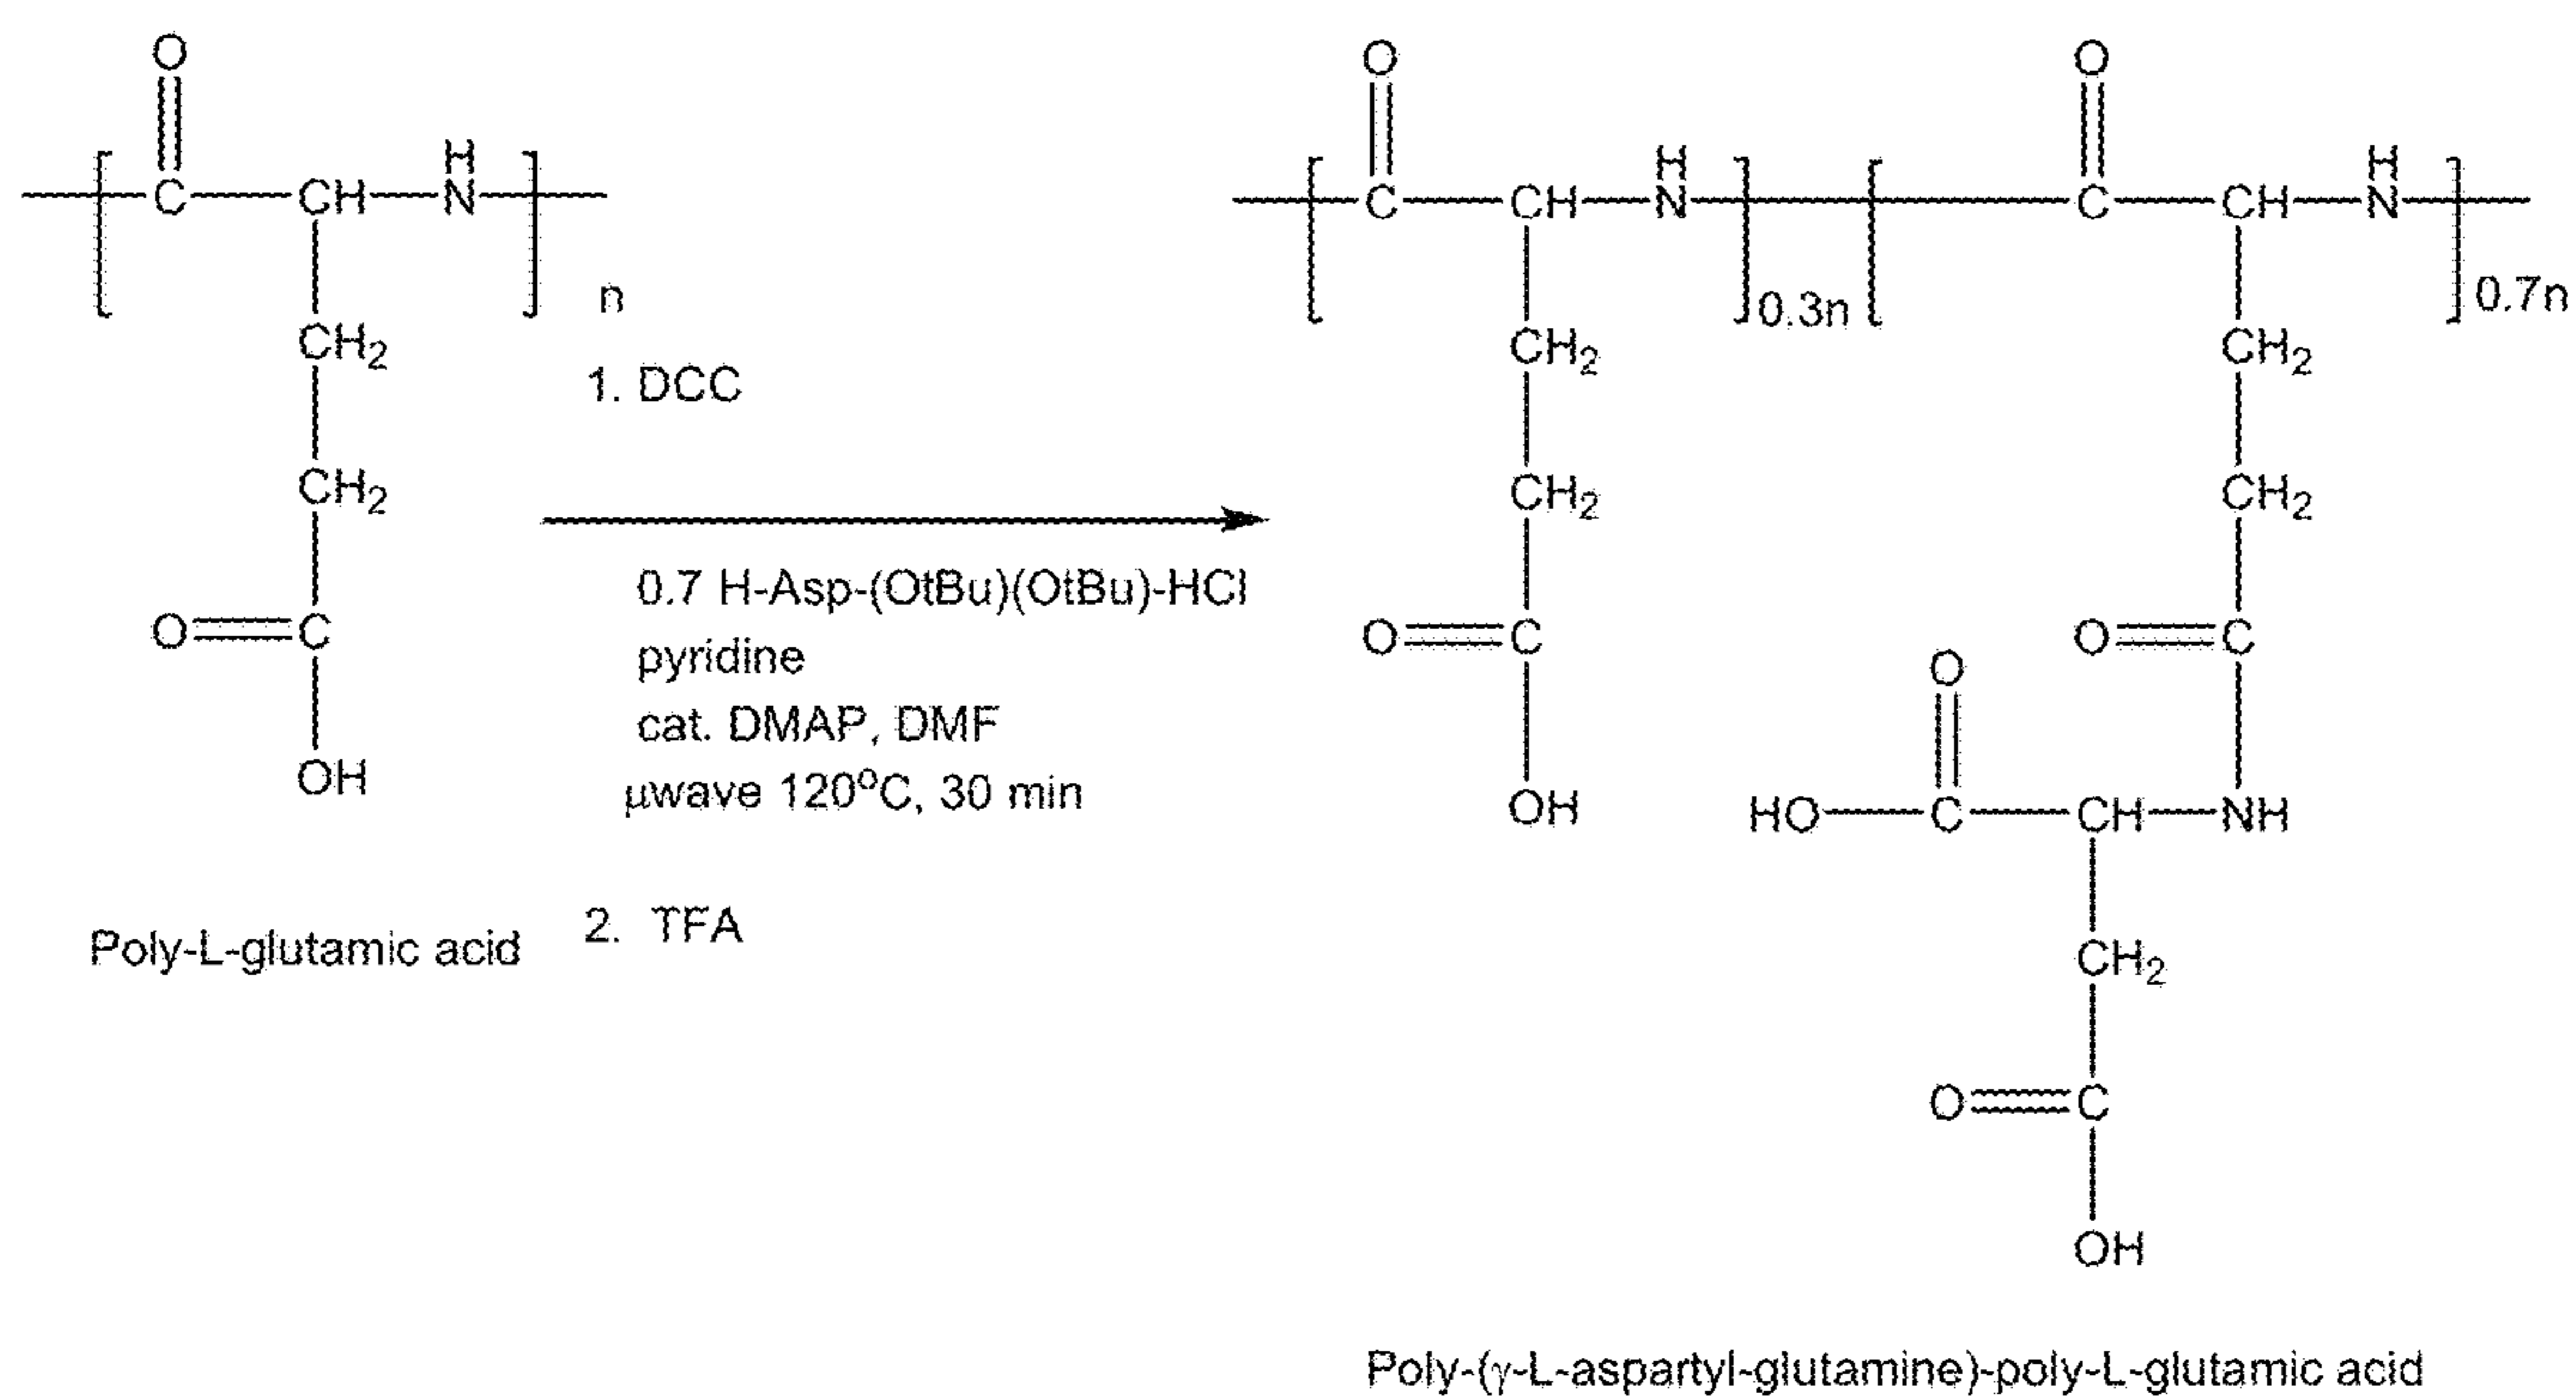 O O O
H H H
C CH N C CH N C CH N
n 0.3n 0.7n
CH2 CH2 CH2
1. DCC
CH2 CH2 CH2
0.7 H-Asp-(OtBu)(OtBu)-HCl
O C O C O C
pyridine
O
cat. DMAP, DMF
OH OH HO C CH NH
μwave 120°C, 30 min
2. TFA
Poly-L-glutamic acid
CH2
O C
OH
Poly-(γ-L-aspartyl-glutamine)-poly-L-glutamic acid